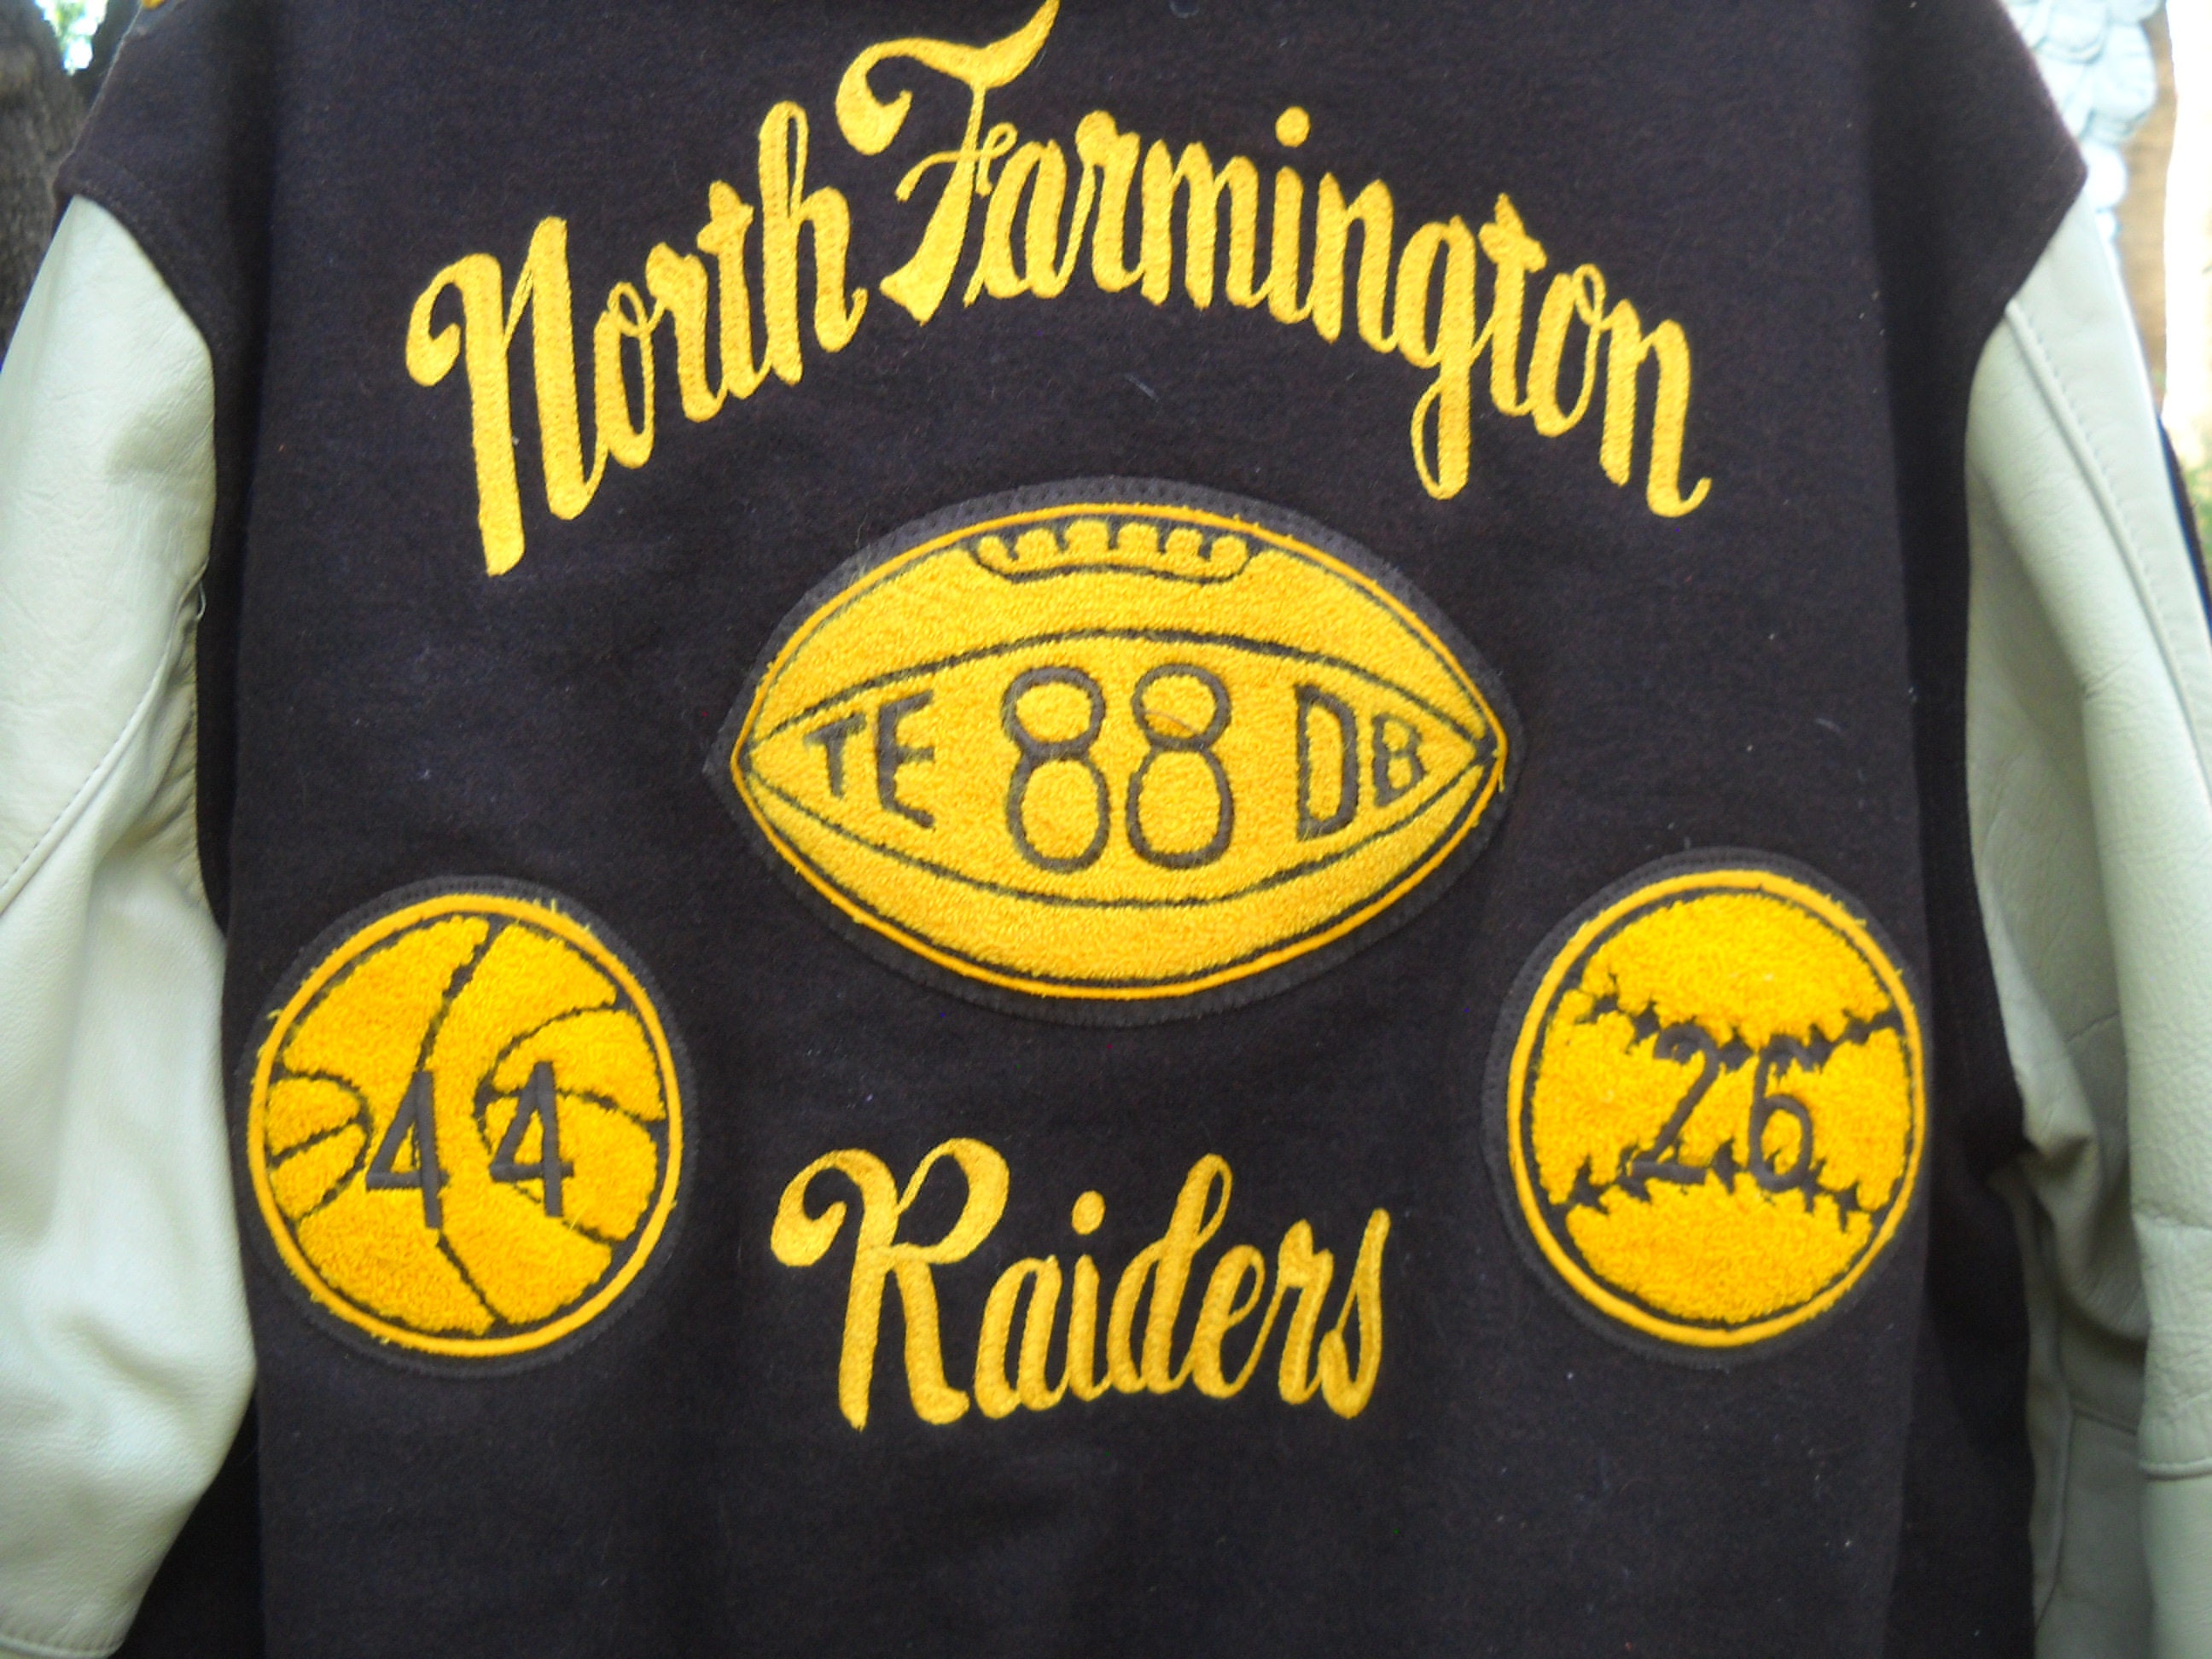 North Farmington
TE 88 DB
44
26
Raiders